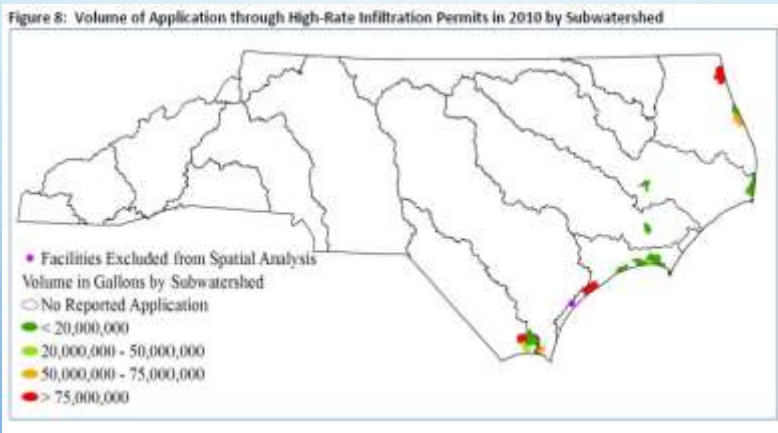 Figure 8: Volume of Application through High-Rate Infiltration Permits in 2010 by Subwatershed
Facilities Excluded from Spatial Analysis
Volume in Gallons by Subwatershed
No Reported Application
< 20,000,000
20,000,000 - 50,000,000
50,000,000 - 75,000,000
> 75,000,000